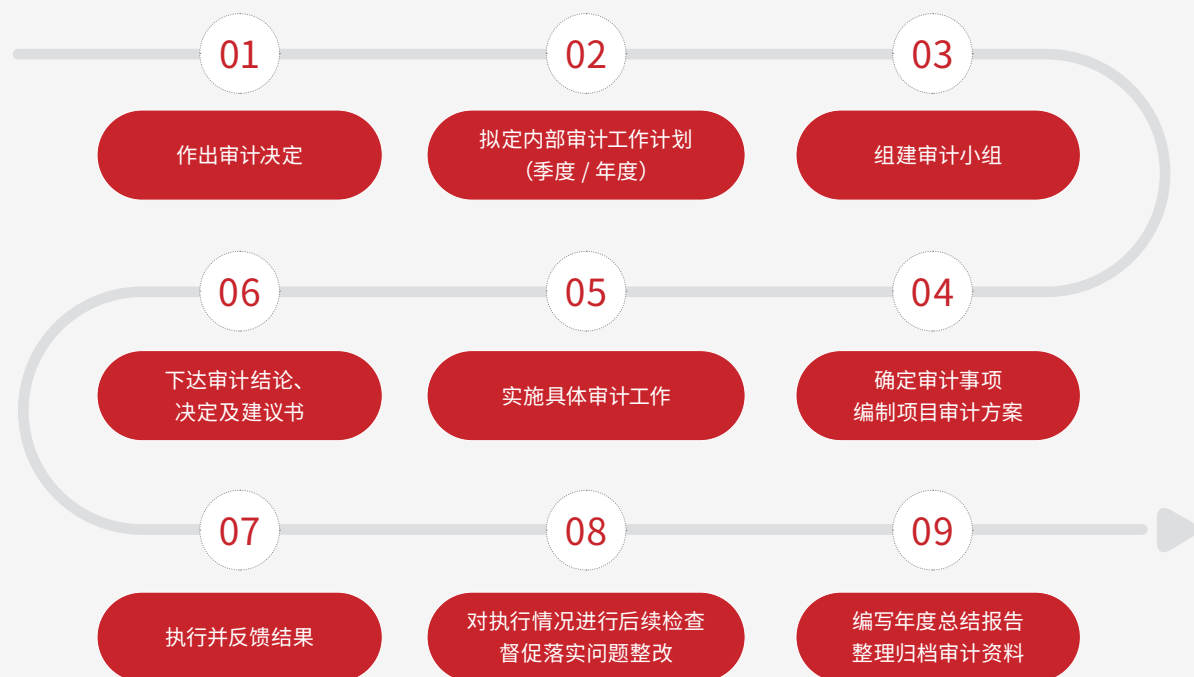 01
作出审计决定
02
拟定内部审计工作计划
（季度 / 年度）
03
组建审计小组
04
确定审计事项
编制项目审计方案
05
实施具体审计工作
06
下达审计结论、
决定及建议书
07
执行并反馈结果
08
对执行情况进行后续检查
督促落实问题整改
09
编写年度总结报告
整理归档审计资料